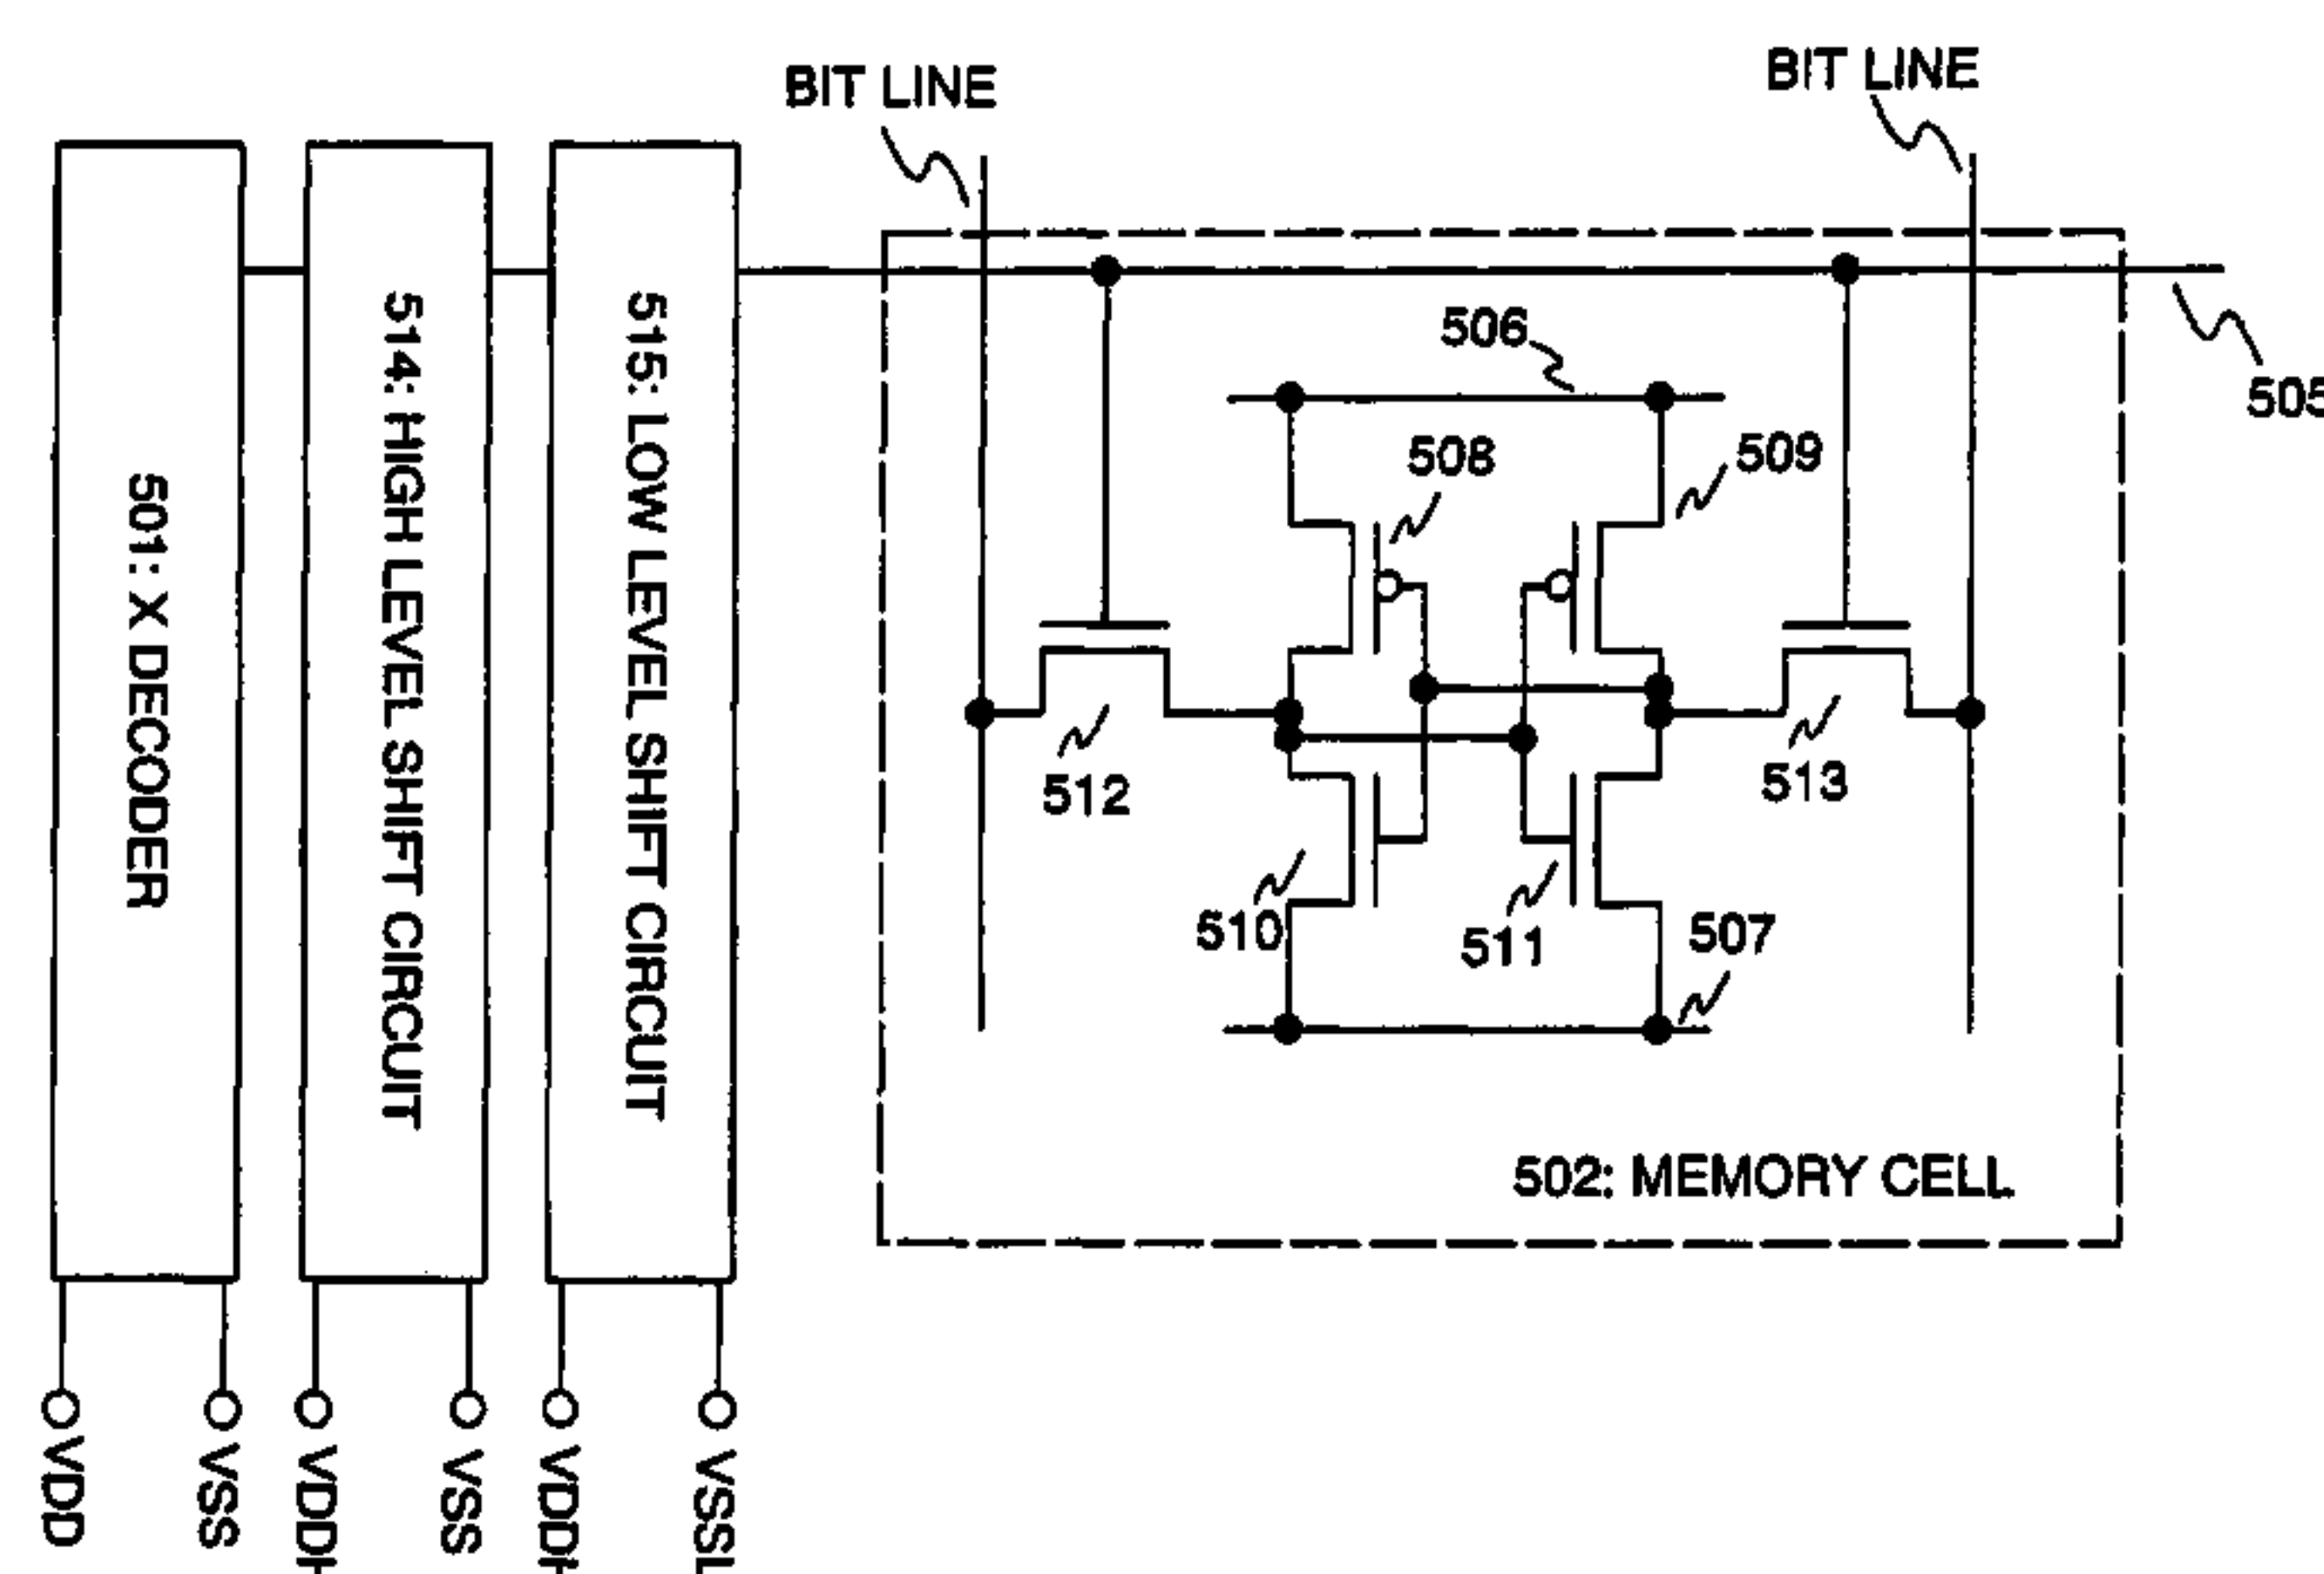 BIT LINE
BIT LINE
506
505
508
509
501: X DECODER
514: HIGH LEVEL SHIFT CIRCUIT
515: LOW LEVEL SHIFT CIRCUIT
512
513
510
511
507
502: MEMORY CELL
VDD
VSS
VSS